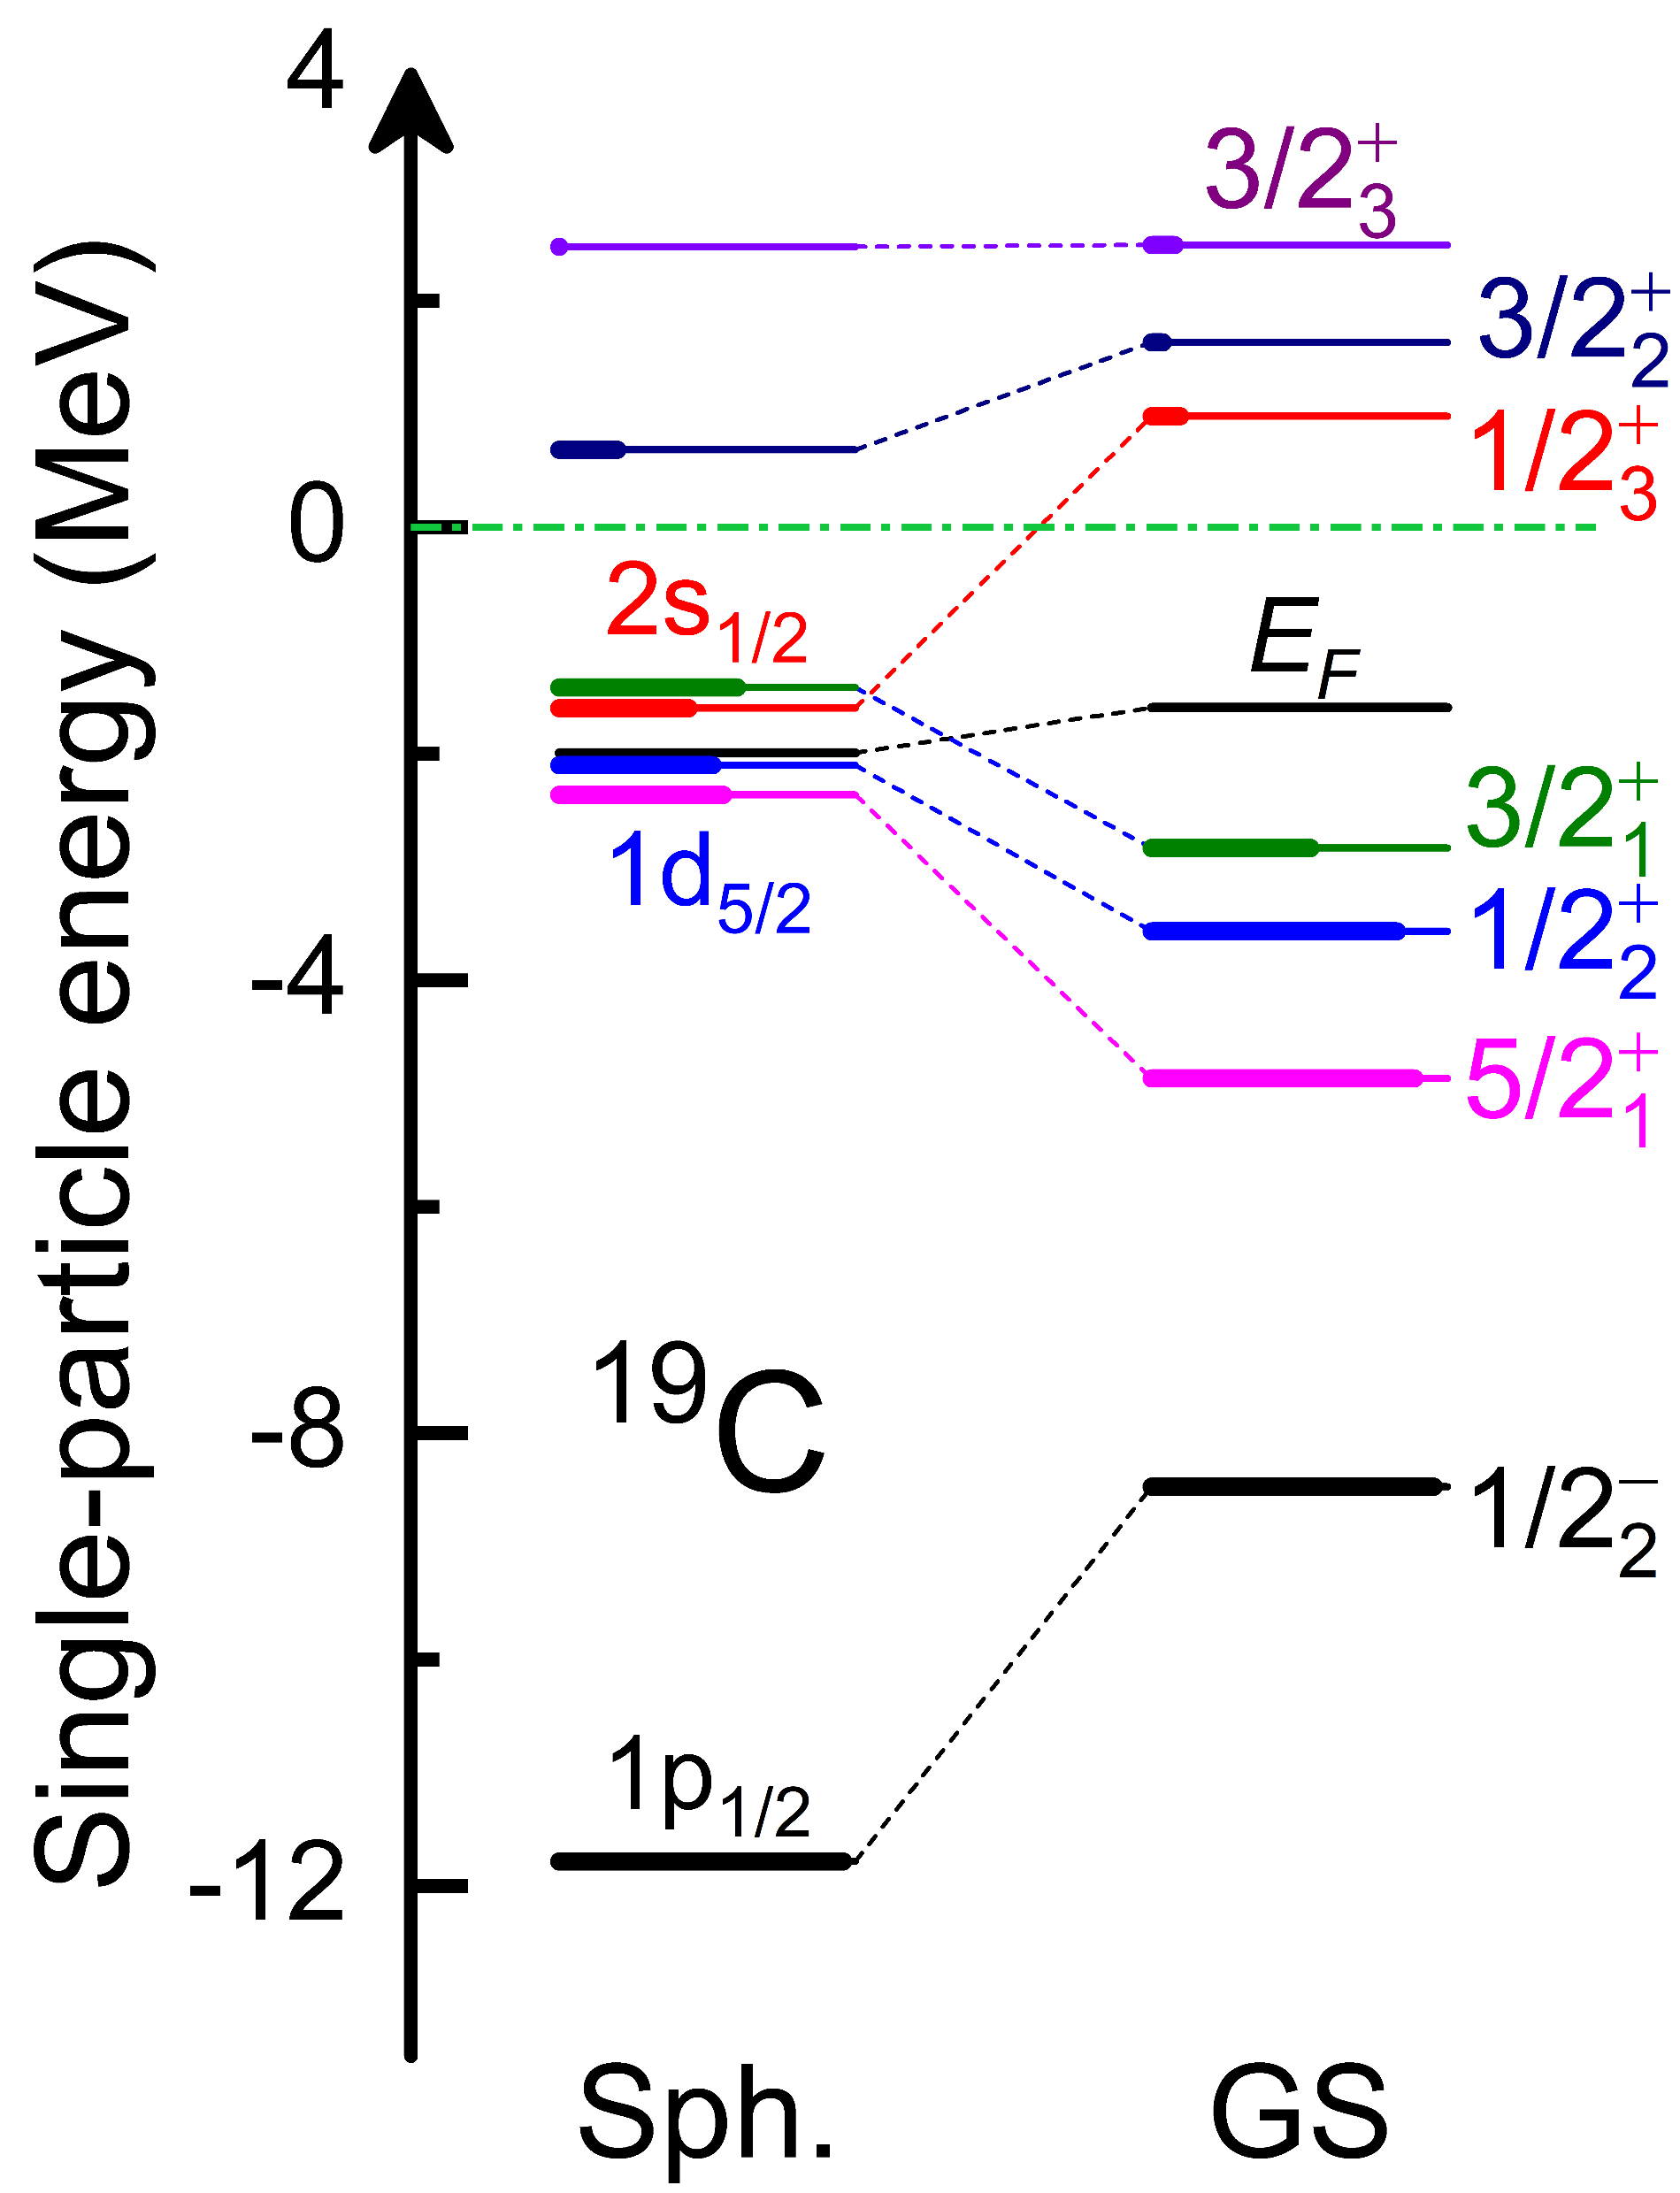 Single-particle energy (MeV)
4
0
-4
-8
-12
3/2₃⁺
3/2₂⁺
1/2₃⁺
2s₁/₂
E_F
3/2₁⁺
1d₅/₂
1/2₂⁺
5/2₁⁺
¹⁹C
1/2₂⁻
1p₁/₂
Sph.
GS